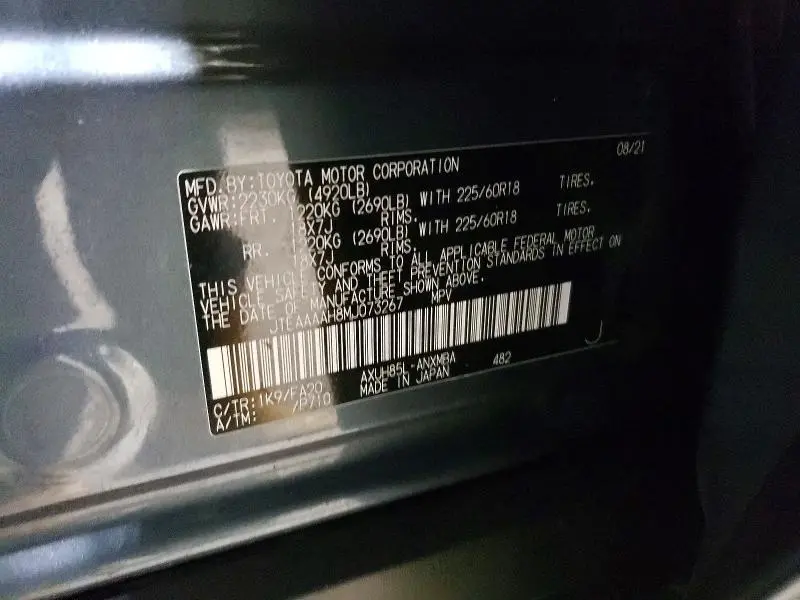 08/21
MFD.BY:TOYOTA MOTOR CORPORATION
GVWR:2230KG (4920LB)
GAWR:FRT. 1220KG (2690LB) WITH 225/60R18 TIRES.
18X7J RIMS.
RR. 1220KG (2690LB) WITH 225/60R18 TIRES.
18X7J RIMS.
THIS VEHICLE CONFORMS TO ALL APPLICABLE FEDERAL MOTOR
VEHICLE SAFETY AND THEFT PREVENTION STANDARDS IN EFFECT ON
THE DATE OF MANUFACTURE SHOWN ABOVE.
JTEAAAAH8MJ073267 MPV
C/TR:1K9/FA20 AXUH85L-ANXMBA 482
A/TM: /P710 MADE IN JAPAN
J